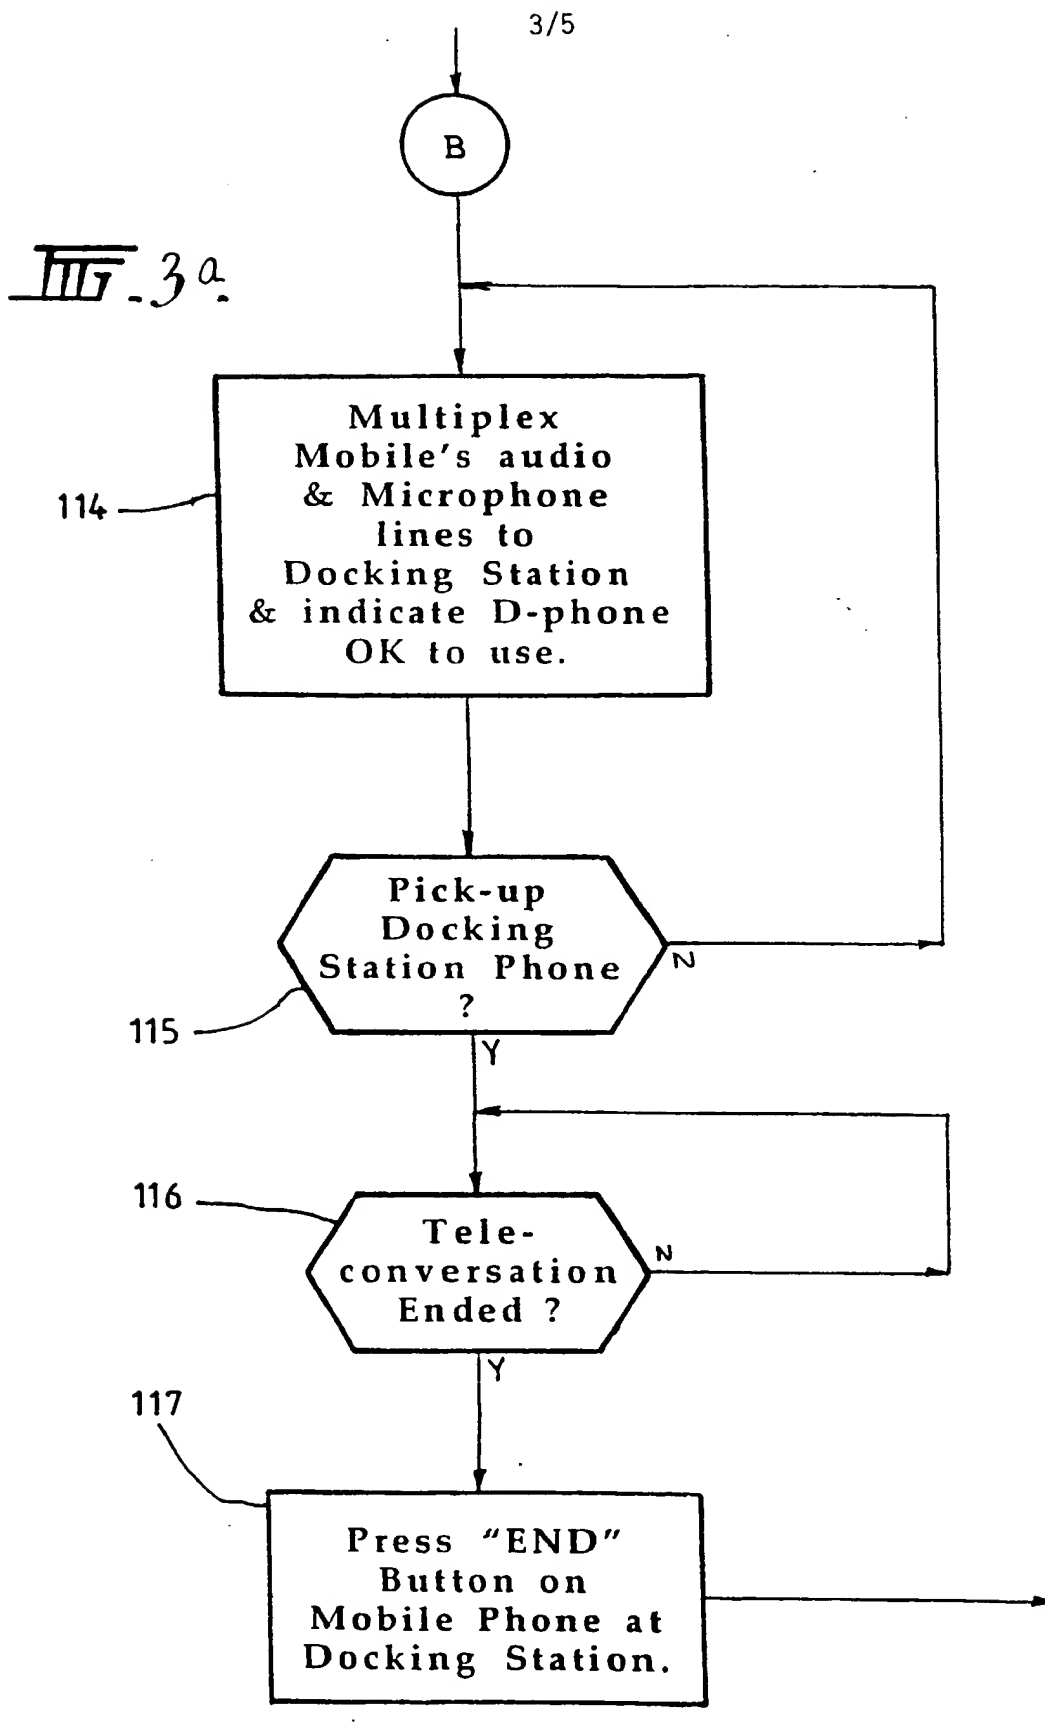 3/5
B
FIG. 3a.
Multiplex
Mobile's audio
& Microphone
lines to
Docking Station
& indicate D-phone
OK to use.
114
Pick-up
Docking
Station Phone
?
N
115
Y
116
Tele-
conversation
Ended ?
N
Y
117
Press "END"
Button on
Mobile Phone at
Docking Station.